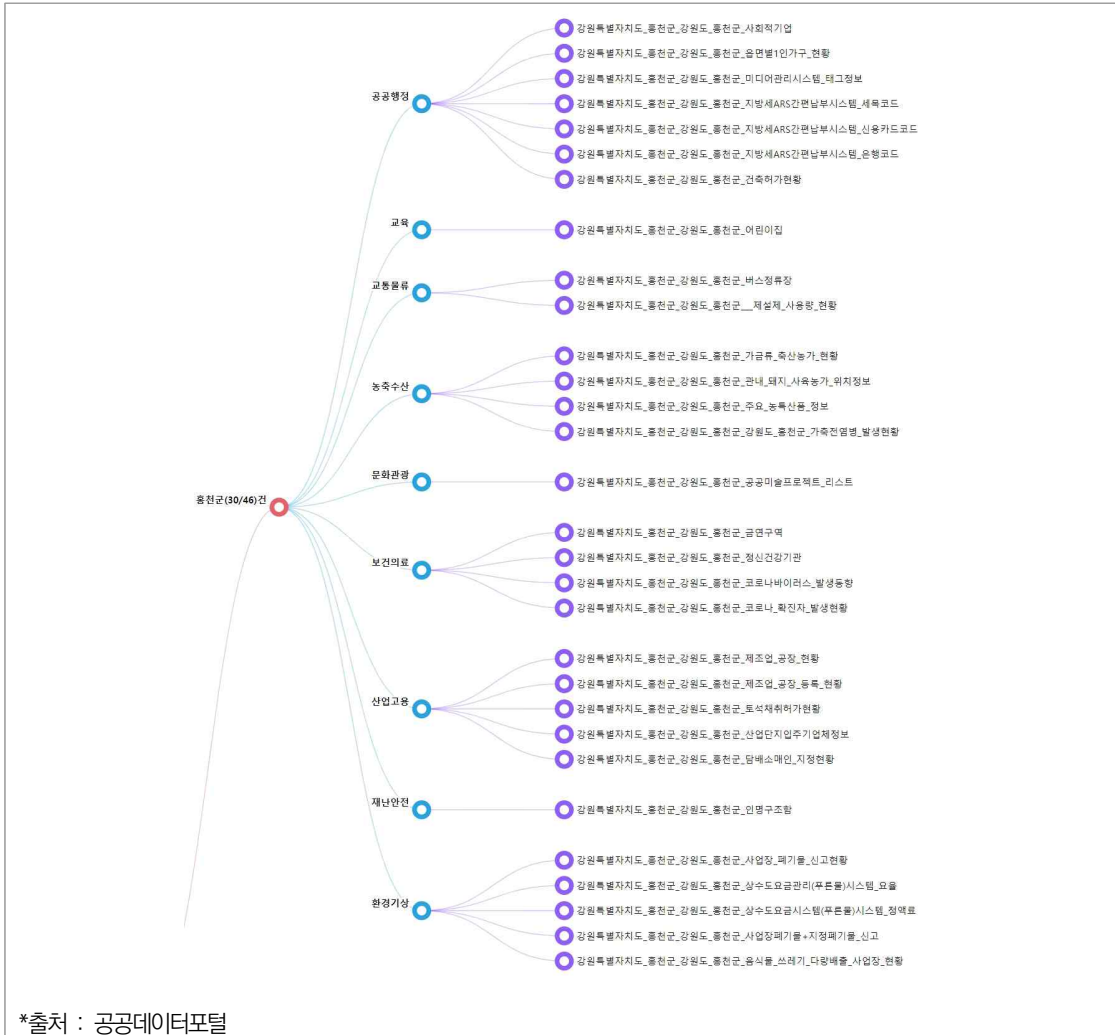 강원특별자치도_홍천군_강원도_홍천군_사회적기업
강원특별자치도_홍천군_강원도_홍천군_읍면별1인가구_현황
강원특별자치도_홍천군_강원도_홍천군_미디어관리시스템_태그정보
공공행정
강원특별자치도_홍천군_강원도_홍천군_지방세ARS간편납부시스템_세목코드
강원특별자치도_홍천군_강원도_홍천군_지방세ARS간편납부시스템_신용카드코드
강원특별자치도_홍천군_강원도_홍천군_지방세ARS간편납부시스템_은행코드
강원특별자치도_홍천군_강원도_홍천군_건축허가현황
교육
강원특별자치도_홍천군_강원도_홍천군_어린이집
교통물류
강원특별자치도_홍천군_강원도_홍천군_버스정류장
강원특별자치도_홍천군_강원도_홍천군__제설제_사용량_현황
강원특별자치도_홍천군_강원도_홍천군_가금류_축산농가_현황
강원특별자치도_홍천군_강원도_홍천군_관내_돼지_사육농가_위치정보
농축수산
강원특별자치도_홍천군_강원도_홍천군_주요_농특산품_정보
강원특별자치도_홍천군_강원도_홍천군_강원도_홍천군_가축전염병_발생현황
문화관광
강원특별자치도_홍천군_강원도_홍천군_공공미술프로젝트_리스트
홍천군(30/46)건
강원특별자치도_홍천군_강원도_홍천군_금연구역
강원특별자치도_홍천군_강원도_홍천군_정신건강기관
보건의료
강원특별자치도_홍천군_강원도_홍천군_코로나바이러스_발생동향
강원특별자치도_홍천군_강원도_홍천군_코로나_확진자_발생현황
강원특별자치도_홍천군_강원도_홍천군_제조업_공장_현황
강원특별자치도_홍천군_강원도_홍천군_제조업_공장_등록_현황
산업고용
강원특별자치도_홍천군_강원도_홍천군_토석채취허가현황
강원특별자치도_홍천군_강원도_홍천군_산업단지입주기업체정보
강원특별자치도_홍천군_강원도_홍천군_담배소매인_지정현황
재난안전
강원특별자치도_홍천군_강원도_홍천군_인명구조함
강원특별자치도_홍천군_강원도_홍천군_사업장_폐기물_신고현황
강원특별자치도_홍천군_강원도_홍천군_상수도요금관리(푸른물)시스템_요율
환경기상
강원특별자치도_홍천군_강원도_홍천군_상수도요금시스템(푸른물)시스템_정액료
강원특별자치도_홍천군_강원도_홍천군_사업장폐기물+지정폐기물_신고
강원특별자치도_홍천군_강원도_홍천군_음식물_쓰레기_다량배출_사업장_현황
*출처 : 공공데이터포털